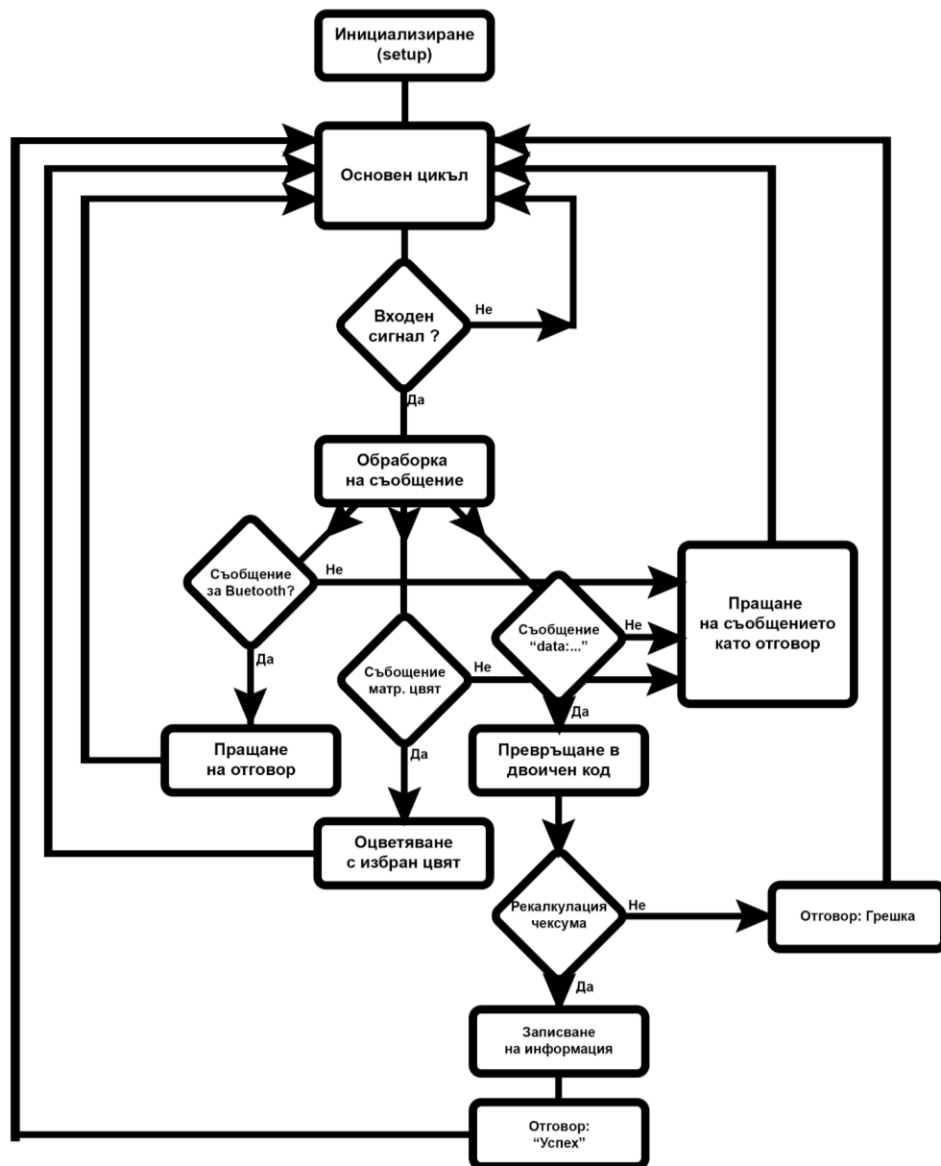 Инициализиране
(setup)
Основен цикъл
Входен
сигнал ?
Не
Да
Обраборка
на съобщение
Съобщение
за Buetooth?
Не
Да
Съобщение
“data:...”
Не
Да
Пращане
на съобщението
като отговор
Събощение
матр. цвят
Не
Да
Пращане
на отговор
Превръщане в
двоичен код
Оцветяване
с избран цвят
Рекалкулация
чексума
Не
Да
Отговор: Грешка
Записване
на информация
Отговор:
“Успех”